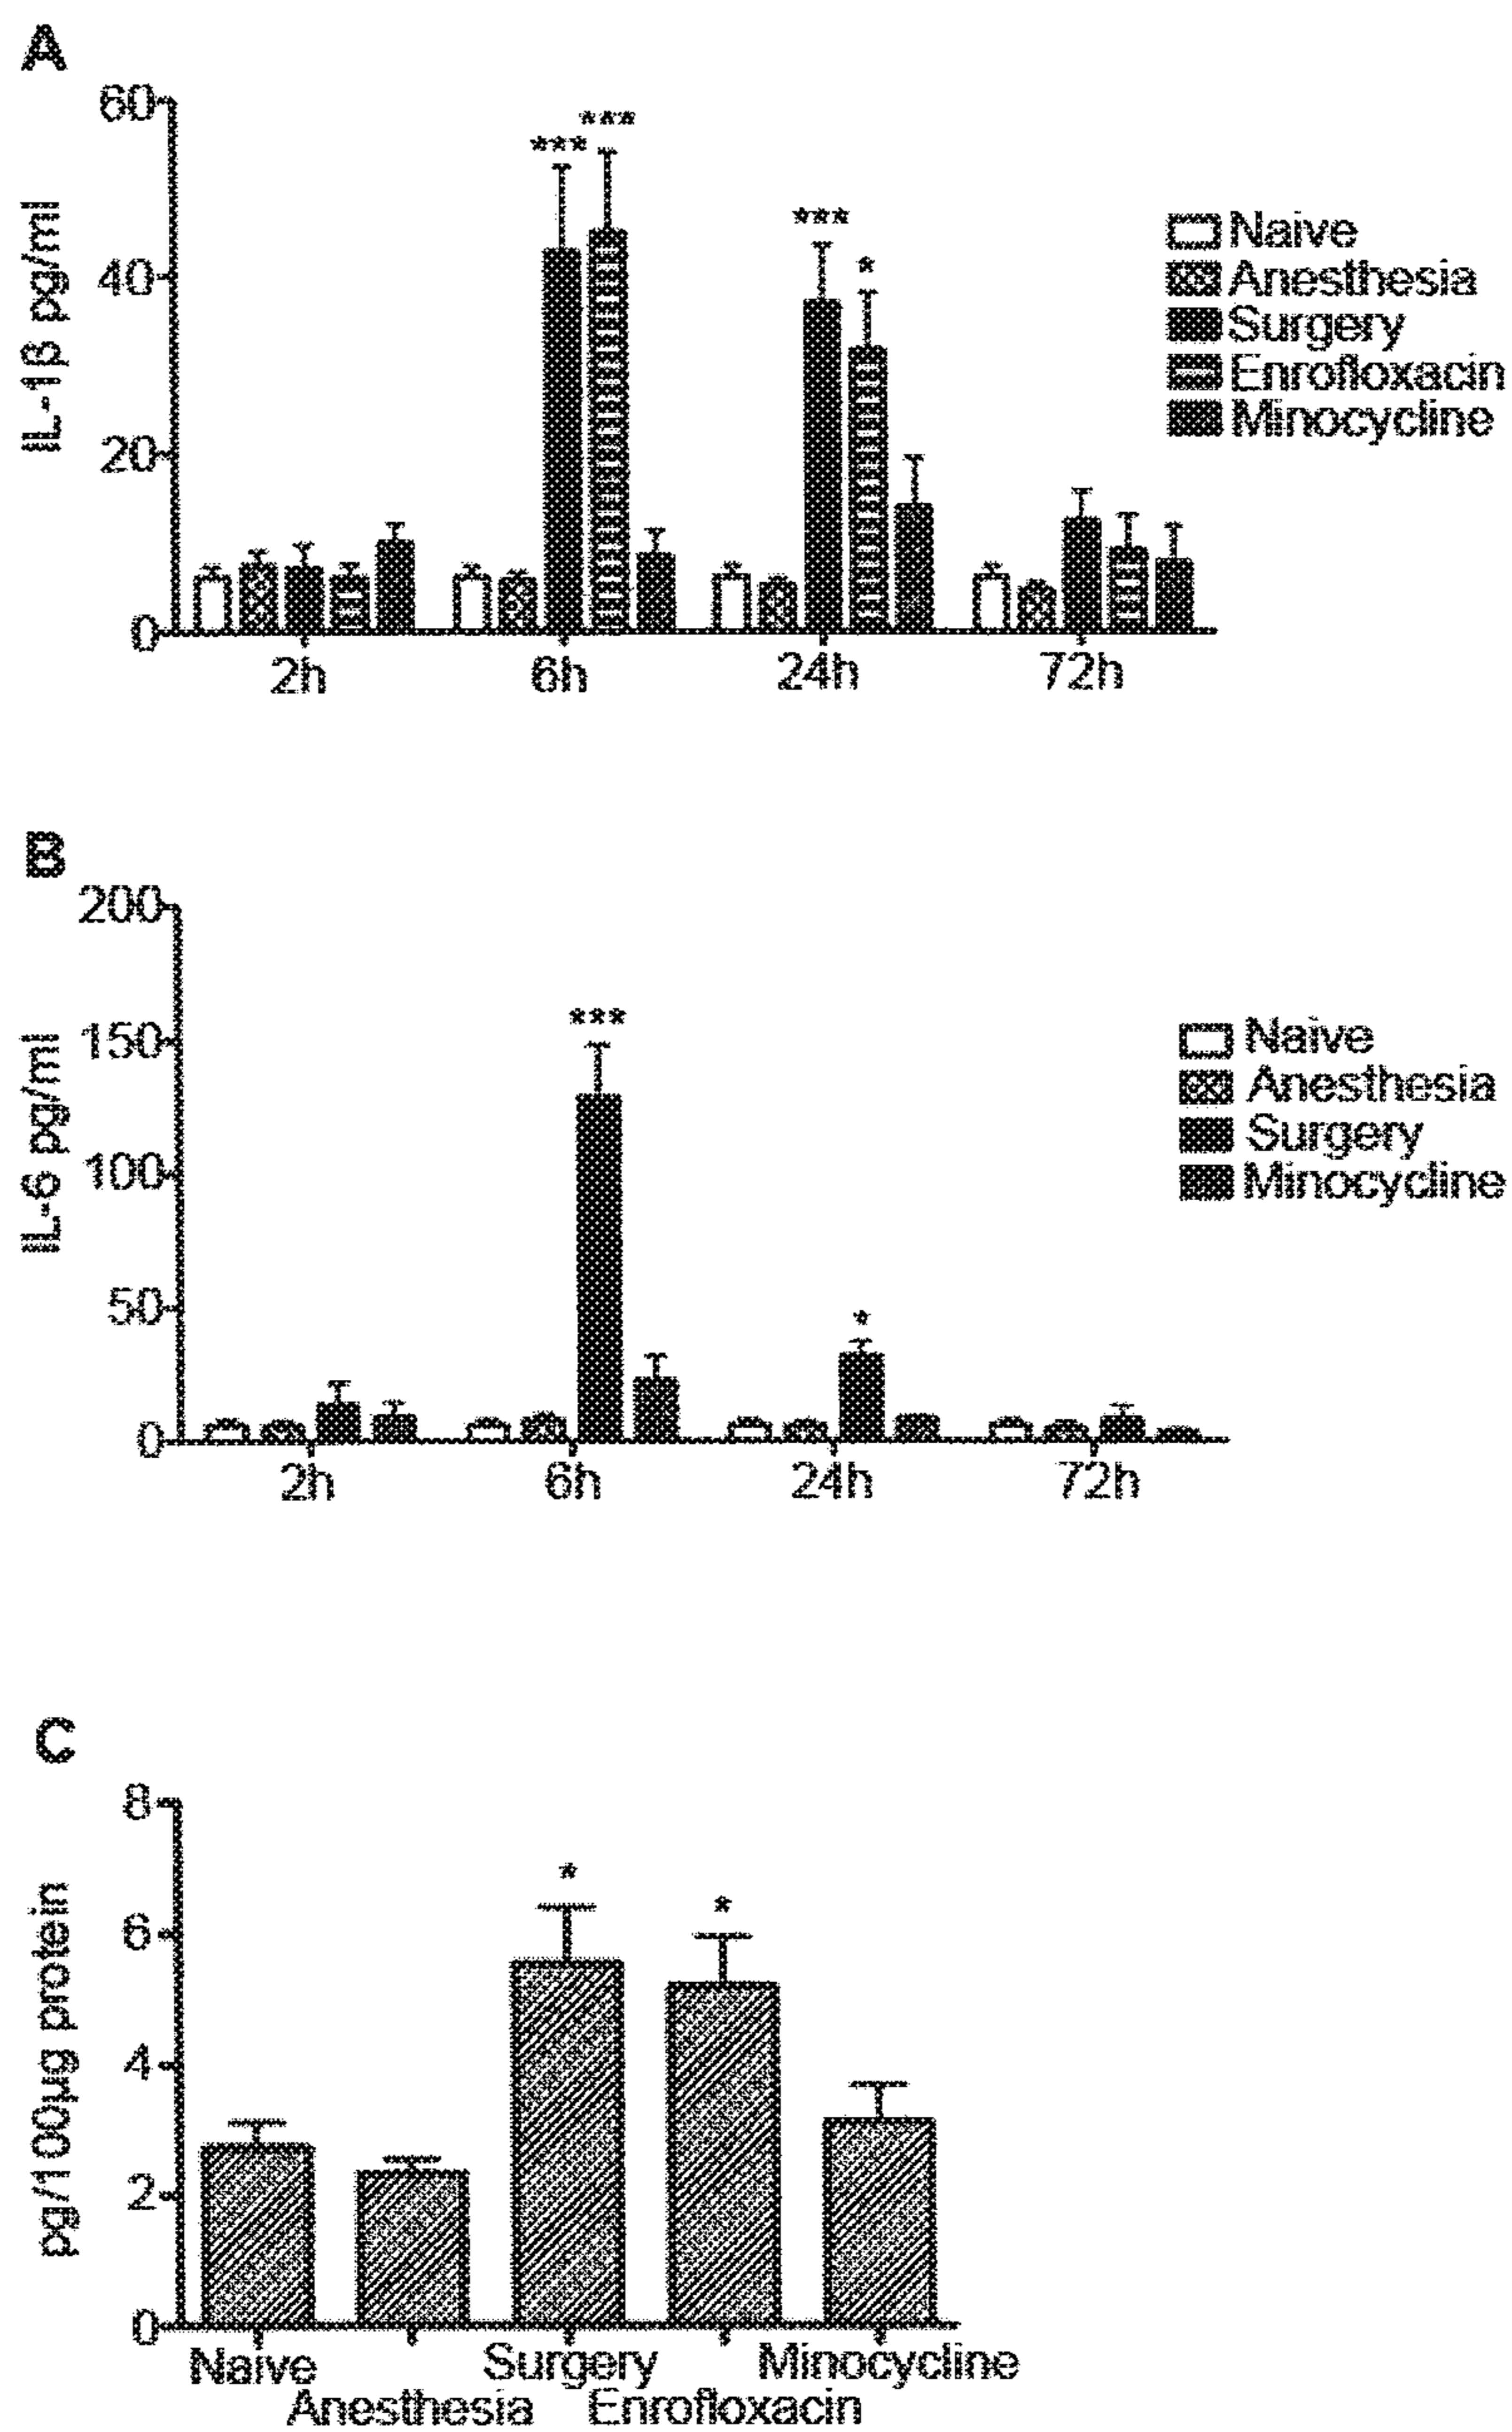 A
60
40
20
0
IL-1β pg/ml
***
***
***
*
2h 6h 24h 72h
Naive
Anesthesia
Surgery
Enrofloxacin
Minocycline
B
200
150
100
50
0
IL-6 pg/ml
***
*
2h 6h 24h 72h
Naive
Anesthesia
Surgery
Minocycline
C
8
6
4
2
0
pg/100µg protein
*
*
Naive Surgery Minocycline
Anesthesia Enrofloxacin